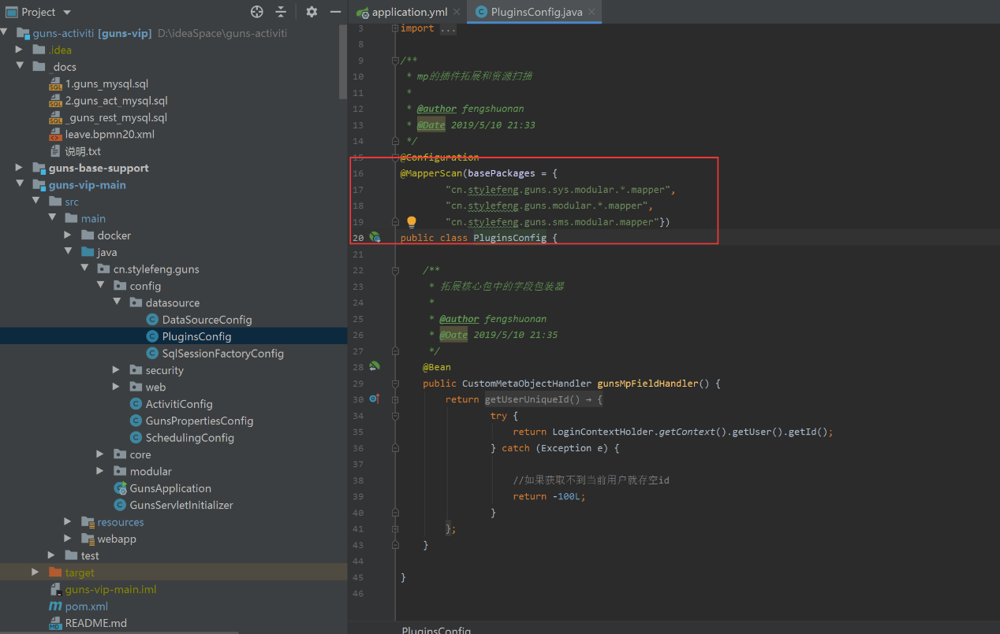 Project
guns-activiti [guns-vip] D:\ideaSpace\guns-activiti
.idea
_docs
1.guns_mysql.sql
2.guns_act_mysql.sql
_guns_rest_mysql.sql
leave.bpmn20.xml
说明.txt
guns-base-support
guns-vip-main
src
main
docker
java
cn.stylefeng.guns
config
datasource
DataSourceConfig
PluginsConfig
SqlSessionFactoryConfig
security
web
ActivitiConfig
GunsPropertiesConfig
SchedulingConfig
core
modular
GunsApplication
GunsServletInitializer
resources
webapp
test
target
guns-vip-main.iml
pom.xml
README.md
application.yml
PluginsConfig.java
3 import ...
8
9 /**
10 * mp的插件拓展和资源扫描
11 *
12 * @author fengshuonan
13 * @Date 2019/5/10 21:33
14 */
15 @Configuration
16 @MapperScan(basePackages = {
17 "cn.stylefeng.guns.sys.modular.*.mapper",
18 "cn.stylefeng.guns.modular.*.mapper",
19 "cn.stylefeng.guns.sms.modular.mapper"})
20 public class PluginsConfig {
21
22 /**
23 * 拓展核心包中的字段包装器
24 *
25 * @author fengshuonan
26 * @Date 2019/5/10 21:35
27 */
28 @Bean
29 public CustomMetaObjectHandler gunsMpFieldHandler() {
30 return getUserUniqueId() → {
34 try {
35 return LoginContextHolder.getContext().getUser().getId();
36 } catch (Exception e) {
37
38 //如果获取不到当前用户就存空id
39 return -100L;
40 }
41 };
43 }
44
45 }
46
PluginsConfig